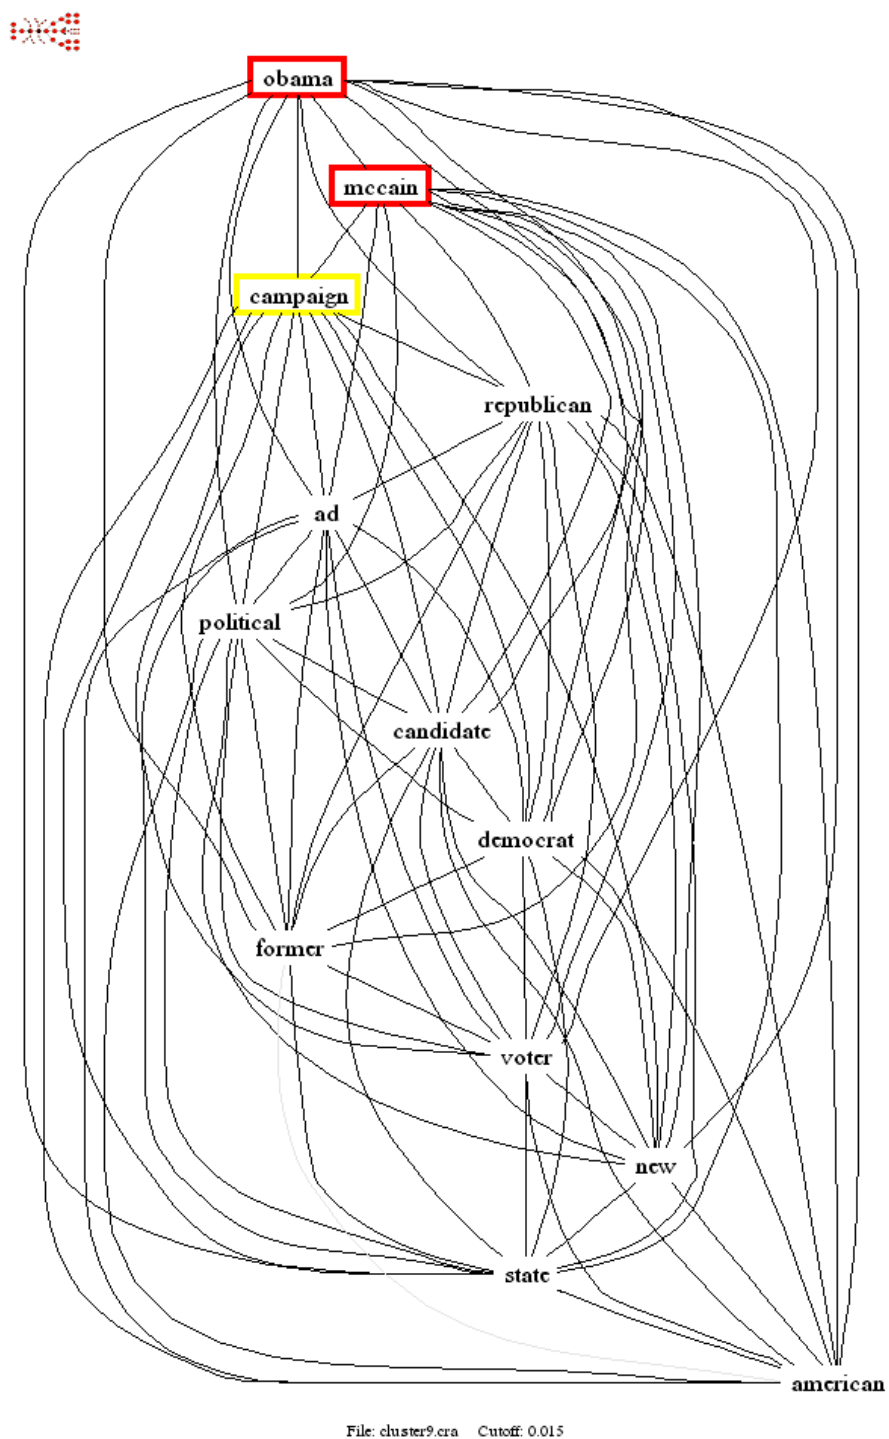 obama
mccain
campaign
republican
ad
political
candidate
democrat
former
voter
new
state
american
File: cluster9.cra Cutoff: 0.015